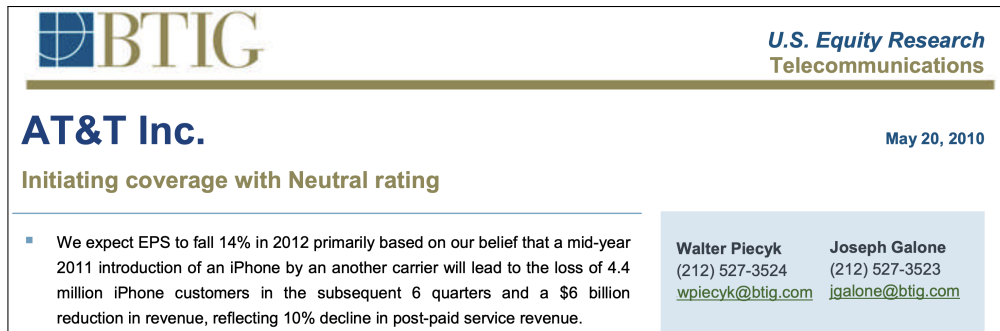 BTIG
U.S. Equity Research
Telecommunications
AT&T Inc.
May 20, 2010
Initiating coverage with Neutral rating
▪ We expect EPS to fall 14% in 2012 primarily based on our belief that a mid-year
2011 introduction of an iPhone by an another carrier will lead to the loss of 4.4
million iPhone customers in the subsequent 6 quarters and a $6 billion
reduction in revenue, reflecting 10% decline in post-paid service revenue.
Walter Piecyk
(212) 527-3524
wpiecyk@btig.com
Joseph Galone
(212) 527-3523
jgalone@btig.com